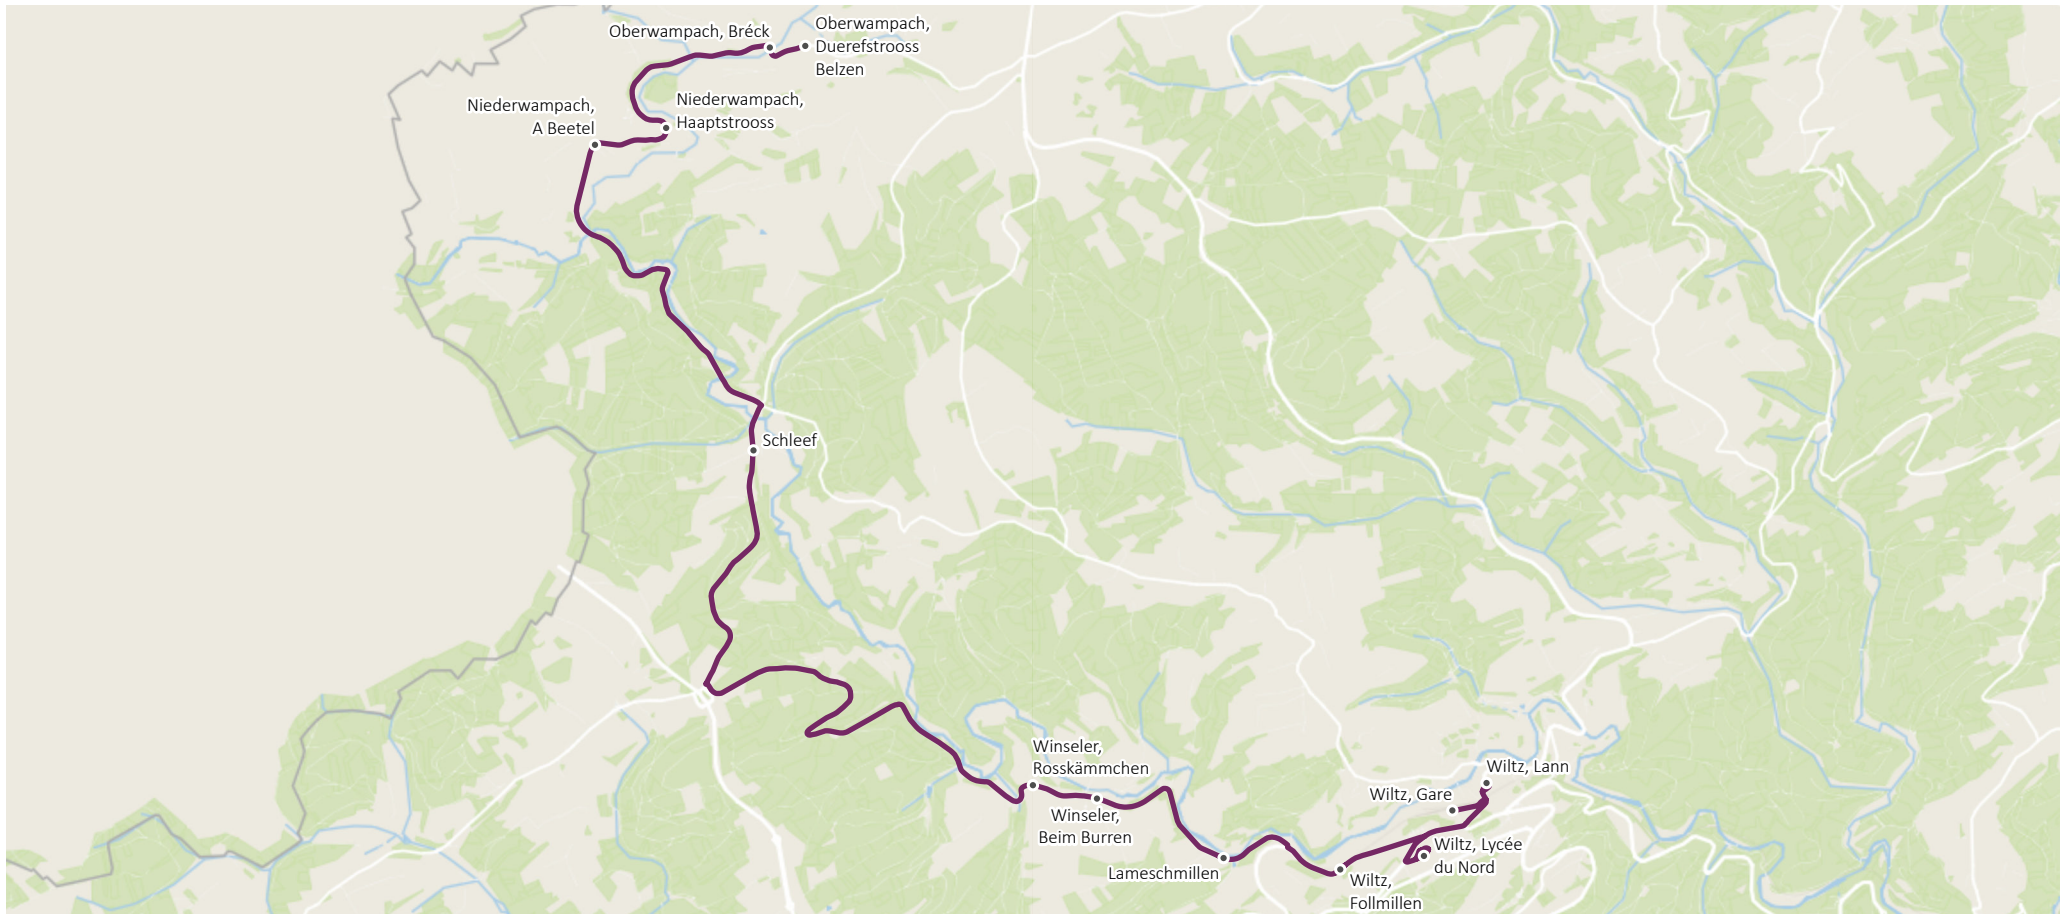 Oberwampach, Bréck
Oberwampach,
Duerefstrooss
Belzen
Niederwampach,
A Beetel
Niederwampach,
Haaptstrooss
Schleef
Winseler,
Rosskämmchen
Winseler,
Beim Burren
Lameschmillen
Wiltz, Lann
Wiltz, Gare
Wiltz, Lycée
du Nord
Wiltz,
Follmillen